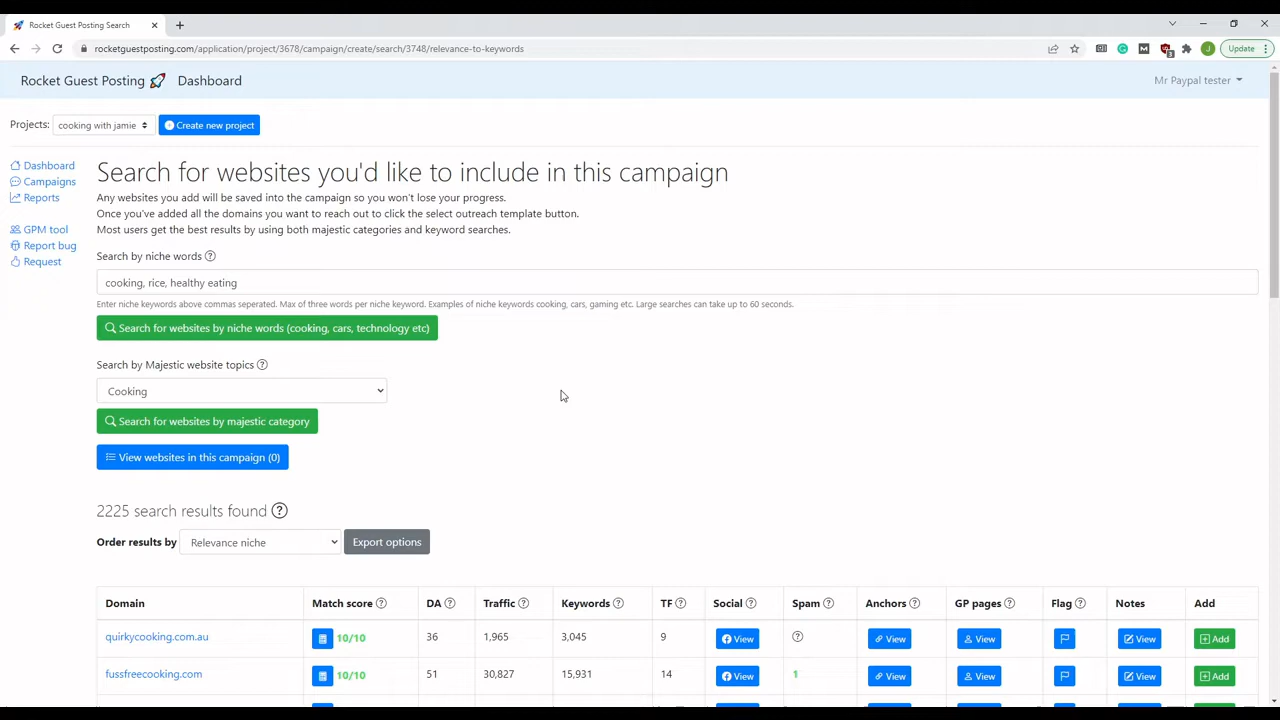 Rocket Guest Posting Search
rocketguestposting.com/application/project/3678/campaign/create/search/3748/relevance-to-keywords
3
J
Update
Rocket Guest Posting
Dashboard
Mr Paypal tester
Projects: cooking with jamie Create new project
Dashboard
Campaigns
Reports
GPM tool
Report bug
Request
Search for websites you'd like to include in this campaign
Any websites you add will be saved into the campaign so you won't lose your progress.
Once you've added all the domains you want to reach out to click the select outreach template button.
Most users get the best results by using both majestic categories and keyword searches.
Search by niche words
cooking, rice, healthy eating
Enter niche keywords above commas seperated. Max of three words per niche keyword. Examples of niche keywords cooking, cars, gaming etc. Large searches can take up to 60 seconds.
Search for websites by niche words (cooking, cars, technology etc)
Search by Majestic website topics
Cooking
Search for websites by majestic category
View websites in this campaign (0)
2225 search results found
Order results by Relevance niche Export options
Domain Match score DA Traffic Keywords TF Social Spam Anchors GP pages Flag Notes Add
quirkycooking.com.au 10/10 36 1,965 3,045 9 View View View View Add
fussfreecooking.com 10/10 51 30,827 15,931 14 View 1 View View View Add